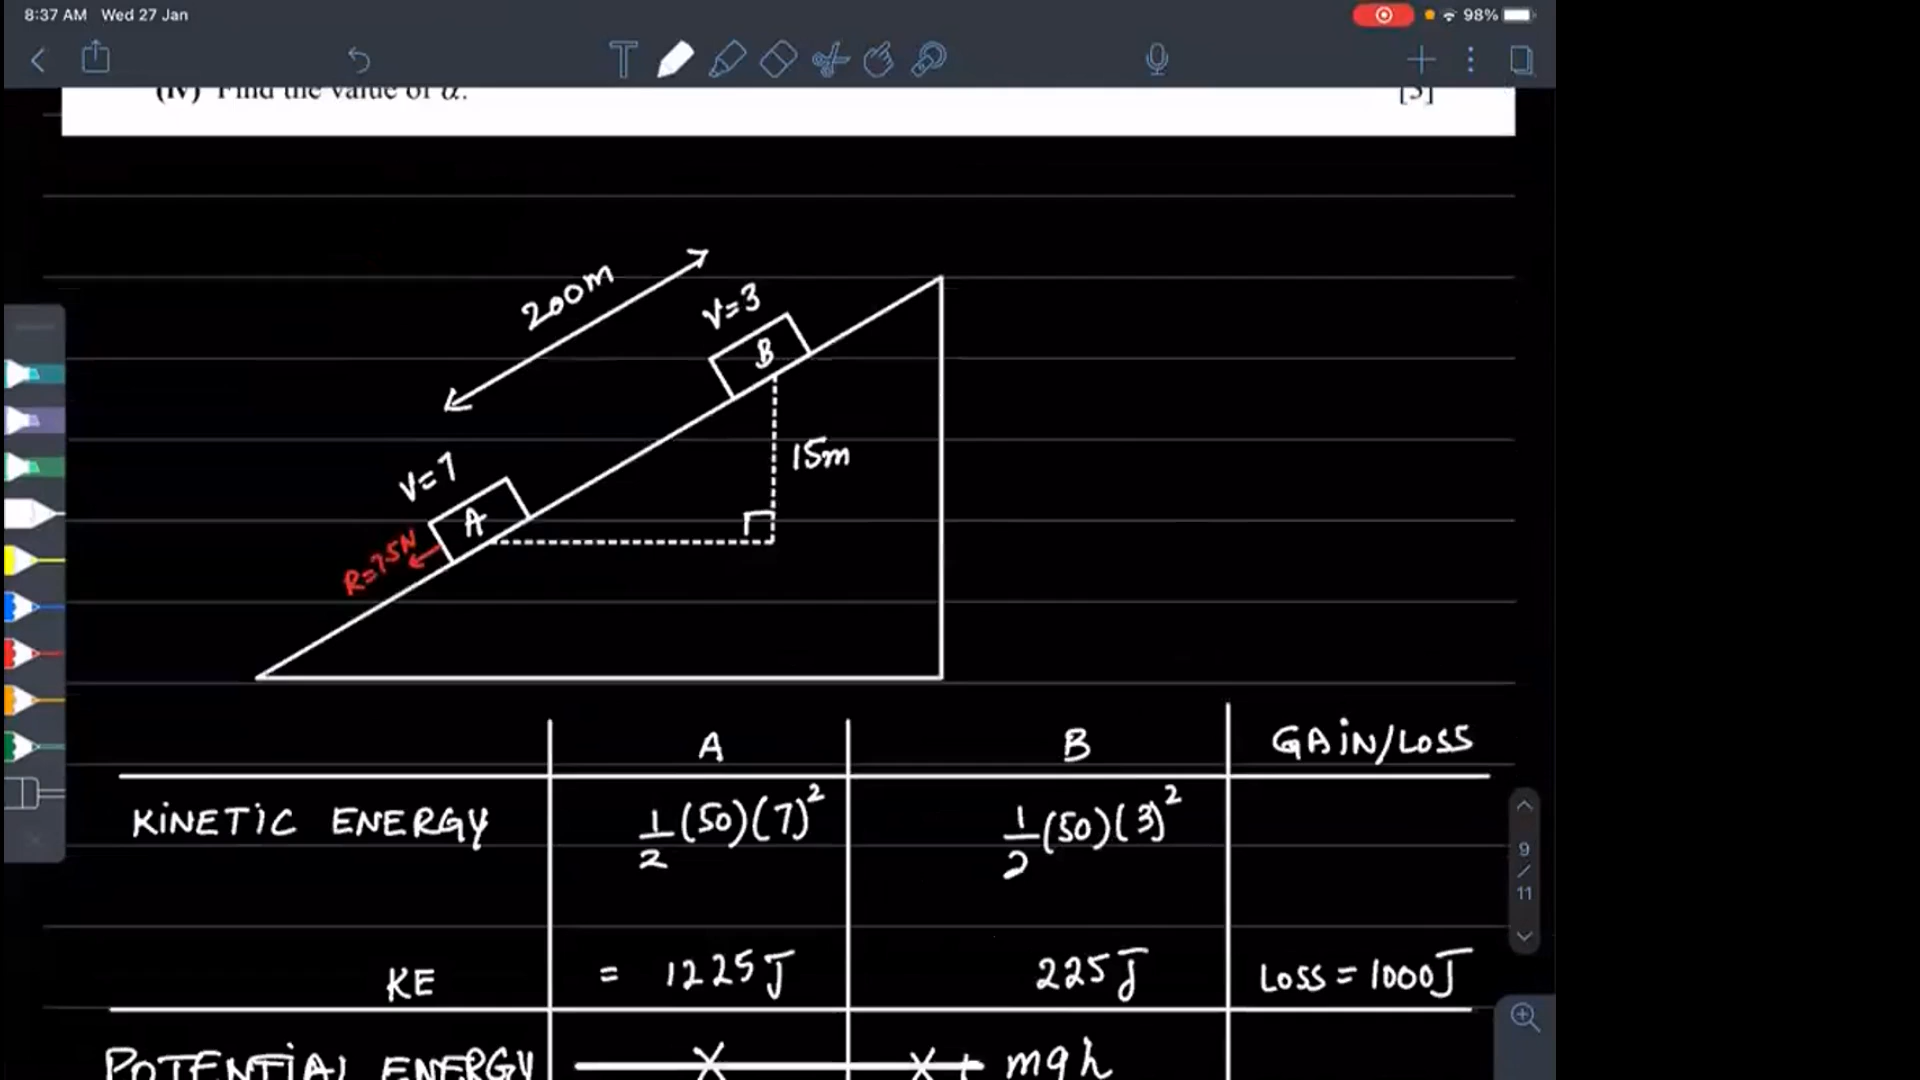 8:37 AM Wed 27 Jan
98%
(iv) Find the value of α.
[5]
200m
V=3
B
15m
V=7
A
R=75N
A
B
GAIN/LOSS
KINETIC ENERGY
1/2 (50)(7)²
1/2 (50)(3)²
KE
= 1225J
225J
LOSS = 1000J
POTENTIAL ENERGY
mgh
9
/
11